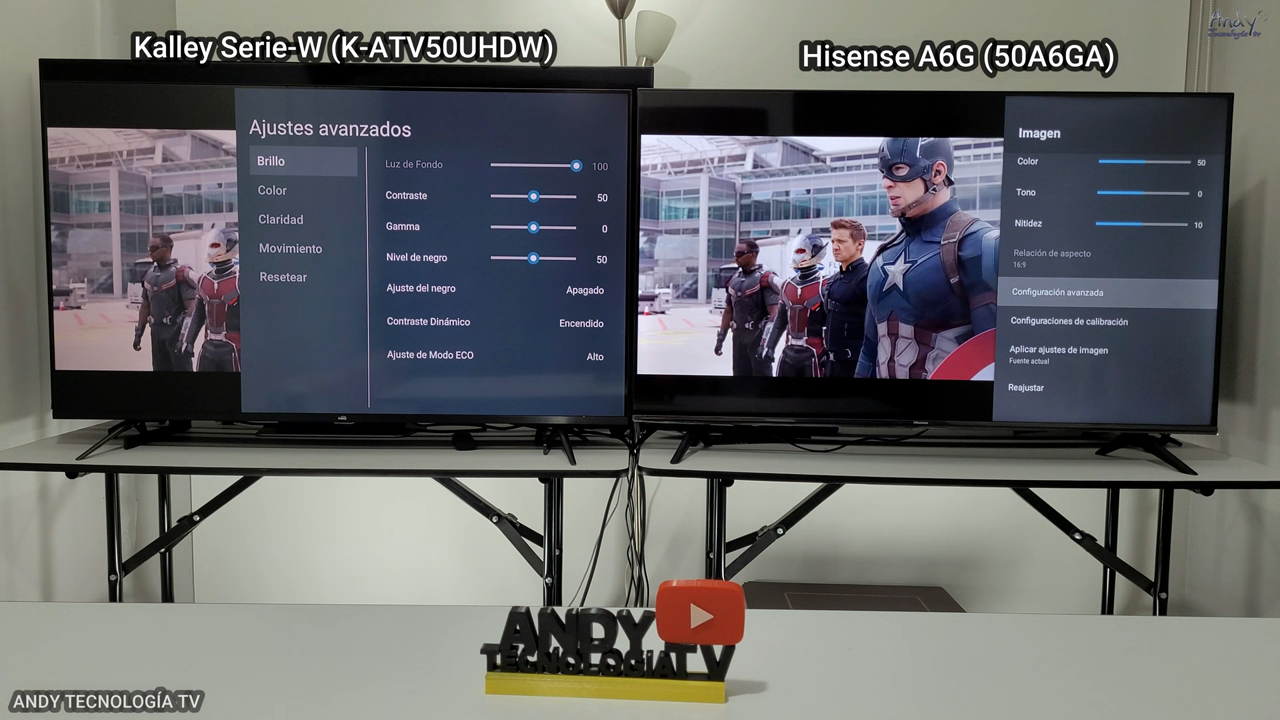 Kalley Serie-W (K-ATV50UHDW)
Hisense A6G (50A6GA)
Andy
Tecnología tv
Ajustes avanzados
Brillo
Color
Claridad
Movimiento
Resetear
Luz de Fondo 100
Contraste 50
Gamma 0
Nivel de negro 50
Ajuste del negro Apagado
Contraste Dinámico Encendido
Ajuste de Modo ECO Alto
Imagen
Color 50
Tono 0
Nitidez 10
Relación de aspecto
16:9
Configuración avanzada
Configuraciones de calibración
Aplicar ajustes de imagen
Fuente actual
Reajustar
ANDY
TECNOLOGÍA TV
ANDY TECNOLOGÍA TV